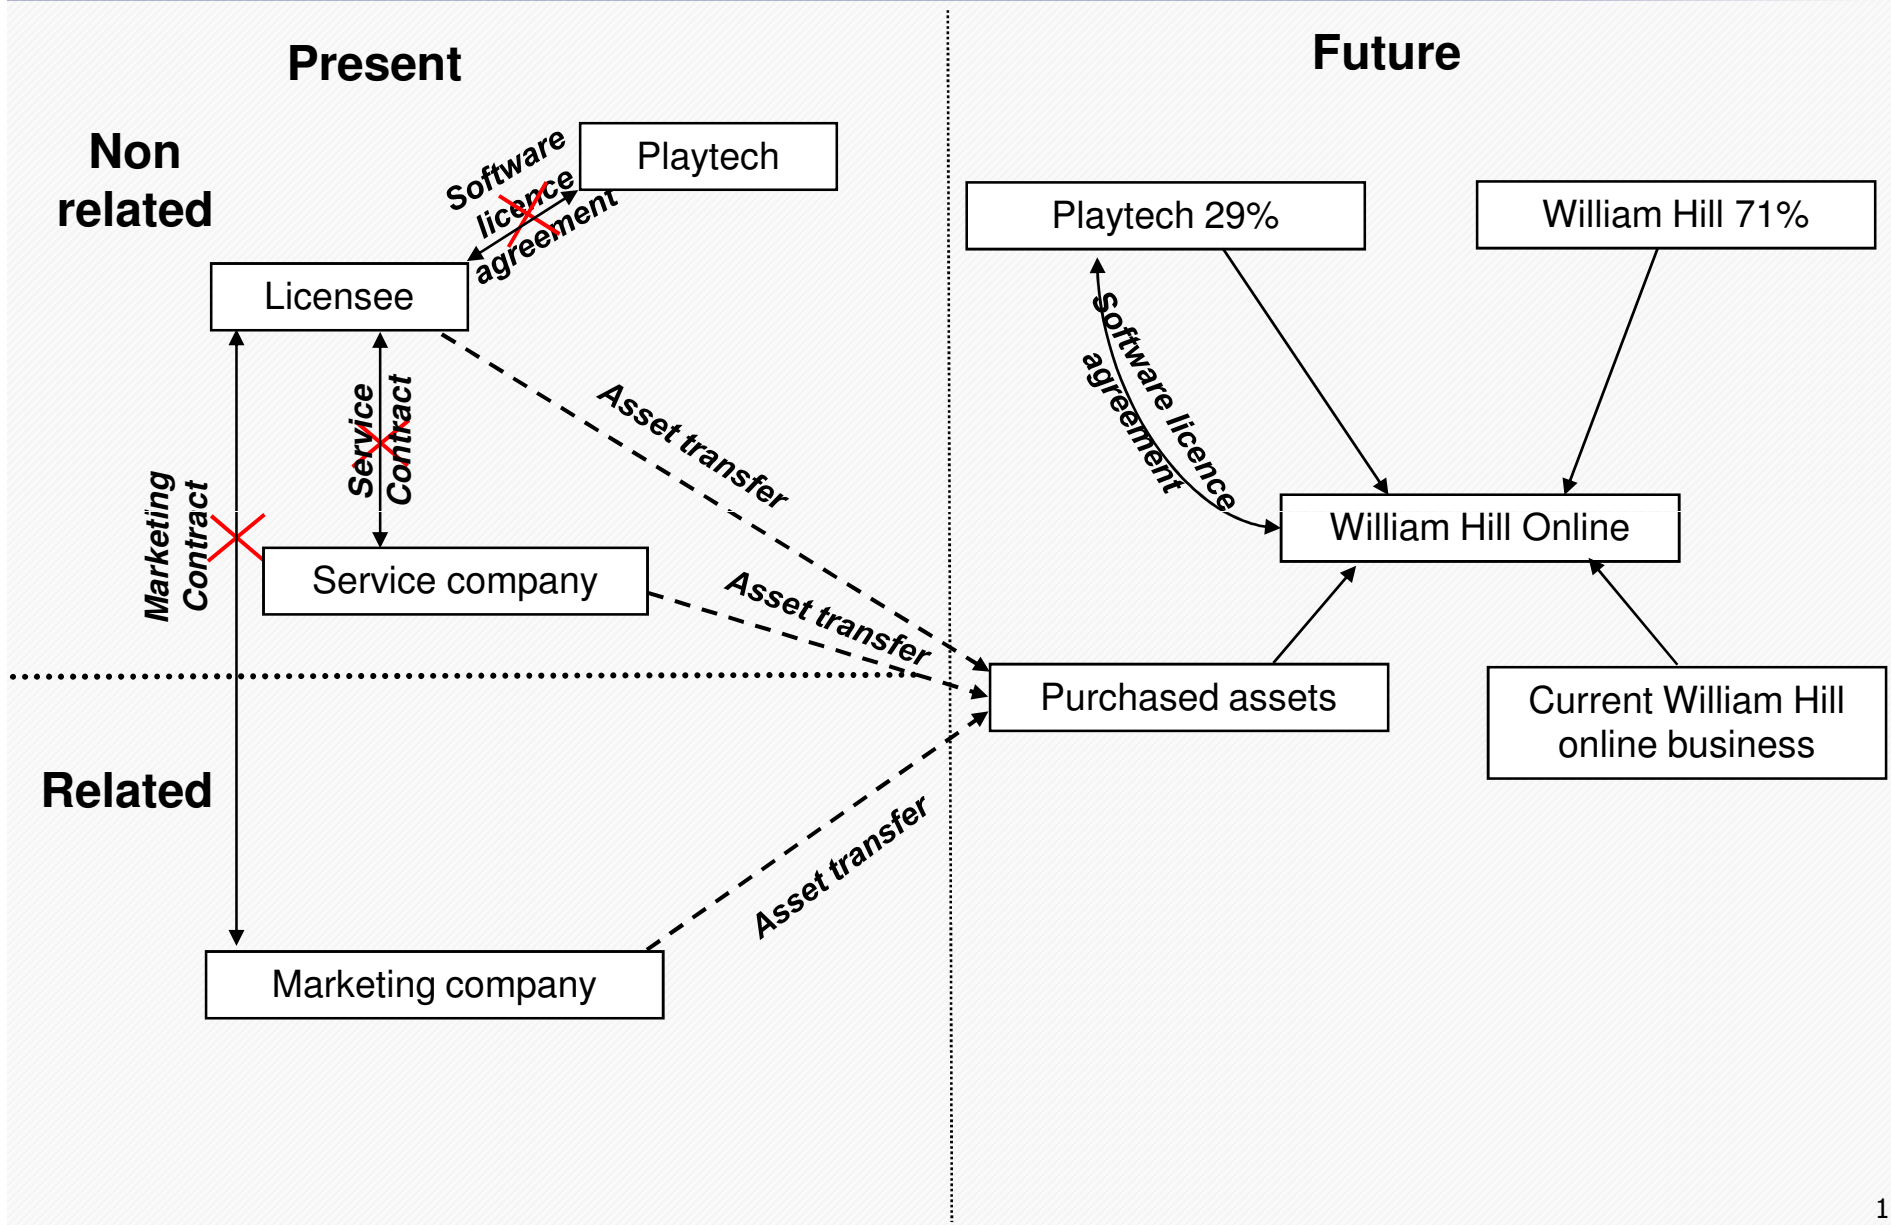 Present
Future
Non
related
Software
licence
agreement
Playtech
Licensee
Playtech 29%
William Hill 71%
Software licence
agreement
Service
Contract
Asset transfer
Marketing
Contract
William Hill Online
Service company
Asset transfer
Purchased assets
Current William Hill
online business
Related
Asset transfer
Marketing company
1